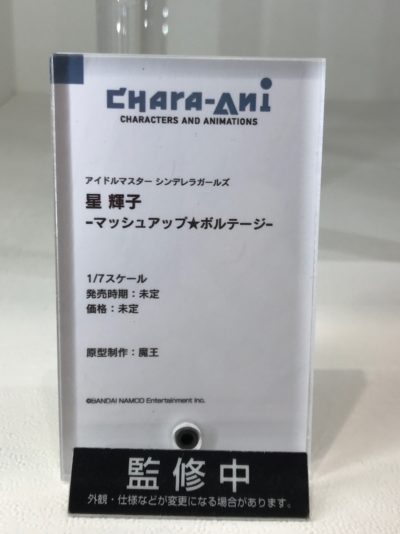 CHara-ani
CHARACTERS AND ANIMATIONS
アイドルマスター シンデレラガールズ
星 輝子
-マッシュアップ★ボルテージ-
1/7スケール
発売時期：未定
価格：未定
原型制作：魔王
©BANDAI NAMCO Entertainment Inc.
監修中
外観・仕様などが変更になる場合があります。